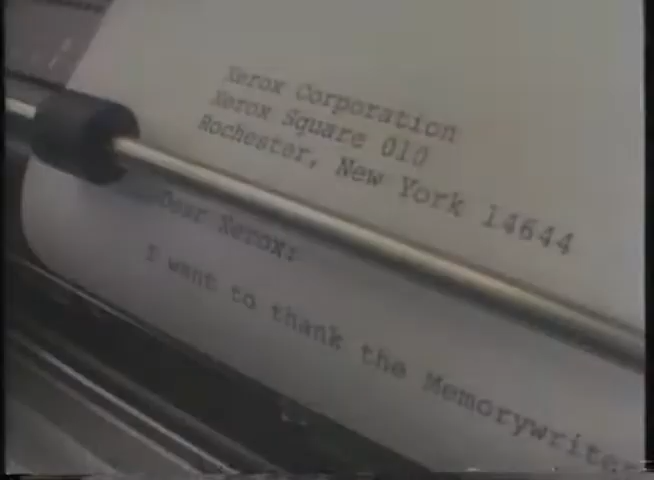 Xerox Corporation
Xerox Square 010
Rochester, New York 14644
Dear Xerox:
I want to thank the Memorywriter